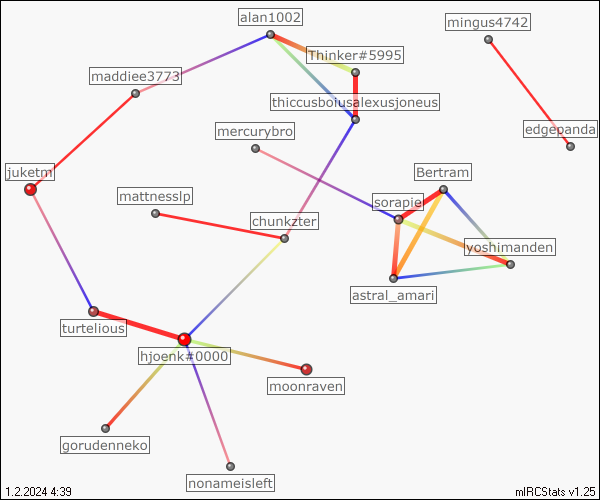 alan1002
mingus4742
Thinker#5995
maddiee3773
thiccusboiusalexusjoneus
mercurybro
edgepanda
juketm
Bertram
mattnesslp
sorapie
chunkzter
yoshimanden
astral_amari
turtelious
hjoenk#0000
moonraven
gorudenneko
nonameisleft
1.2.2024 4:39
mIRCStats v1.25